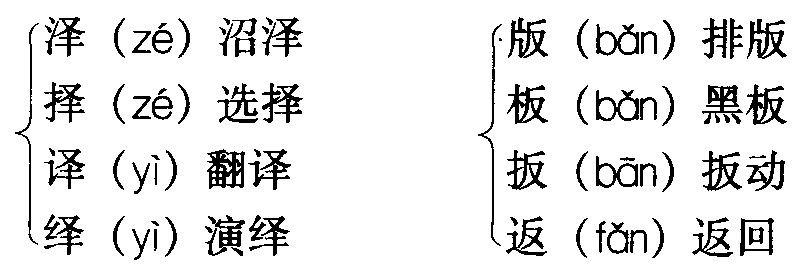 泽（zé）沼泽 版（bǎn）排版
择（zé）选择 板（bǎn）黑板
译（yì）翻译 扳（bān）扳动
绎（yì）演绎 返（fǎn）返回